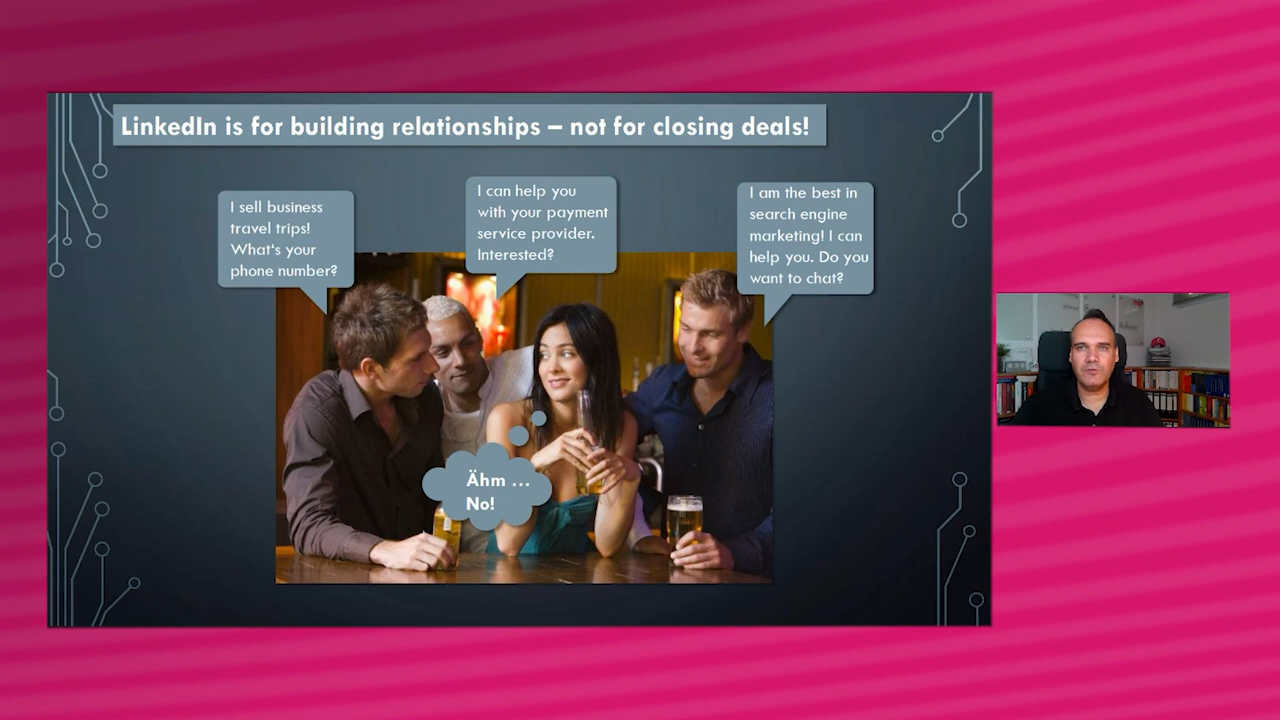 LinkedIn is for building relationships – not for closing deals!
I sell business
travel trips!
What's your
phone number?
I can help you
with your payment
service provider.
Interested?
I am the best in
search engine
marketing! I can
help you. Do you
want to chat?
Ähm ...
No!